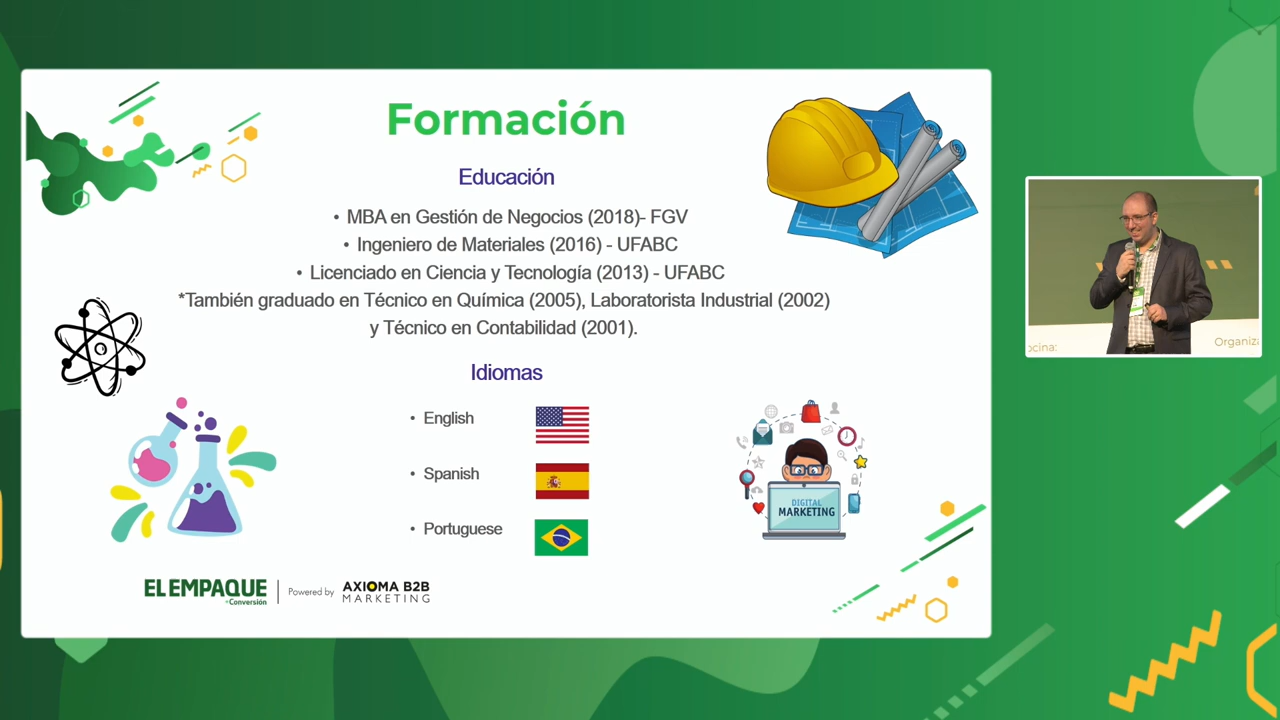 Formación
Educación
• MBA en Gestión de Negocios (2018)- FGV
• Ingeniero de Materiales (2016) - UFABC
• Licenciado en Ciencia y Tecnología (2013) - UFABC
*También graduado en Técnico en Química (2005), Laboratorista Industrial (2002)
y Técnico en Contabilidad (2001).
Idiomas
• English
• Spanish
• Portuguese
DIGITAL
MARKETING
EL EMPAQUE
+Conversión
Powered by
AXIOMA B2B
MARKETING
ocina:
Organiza